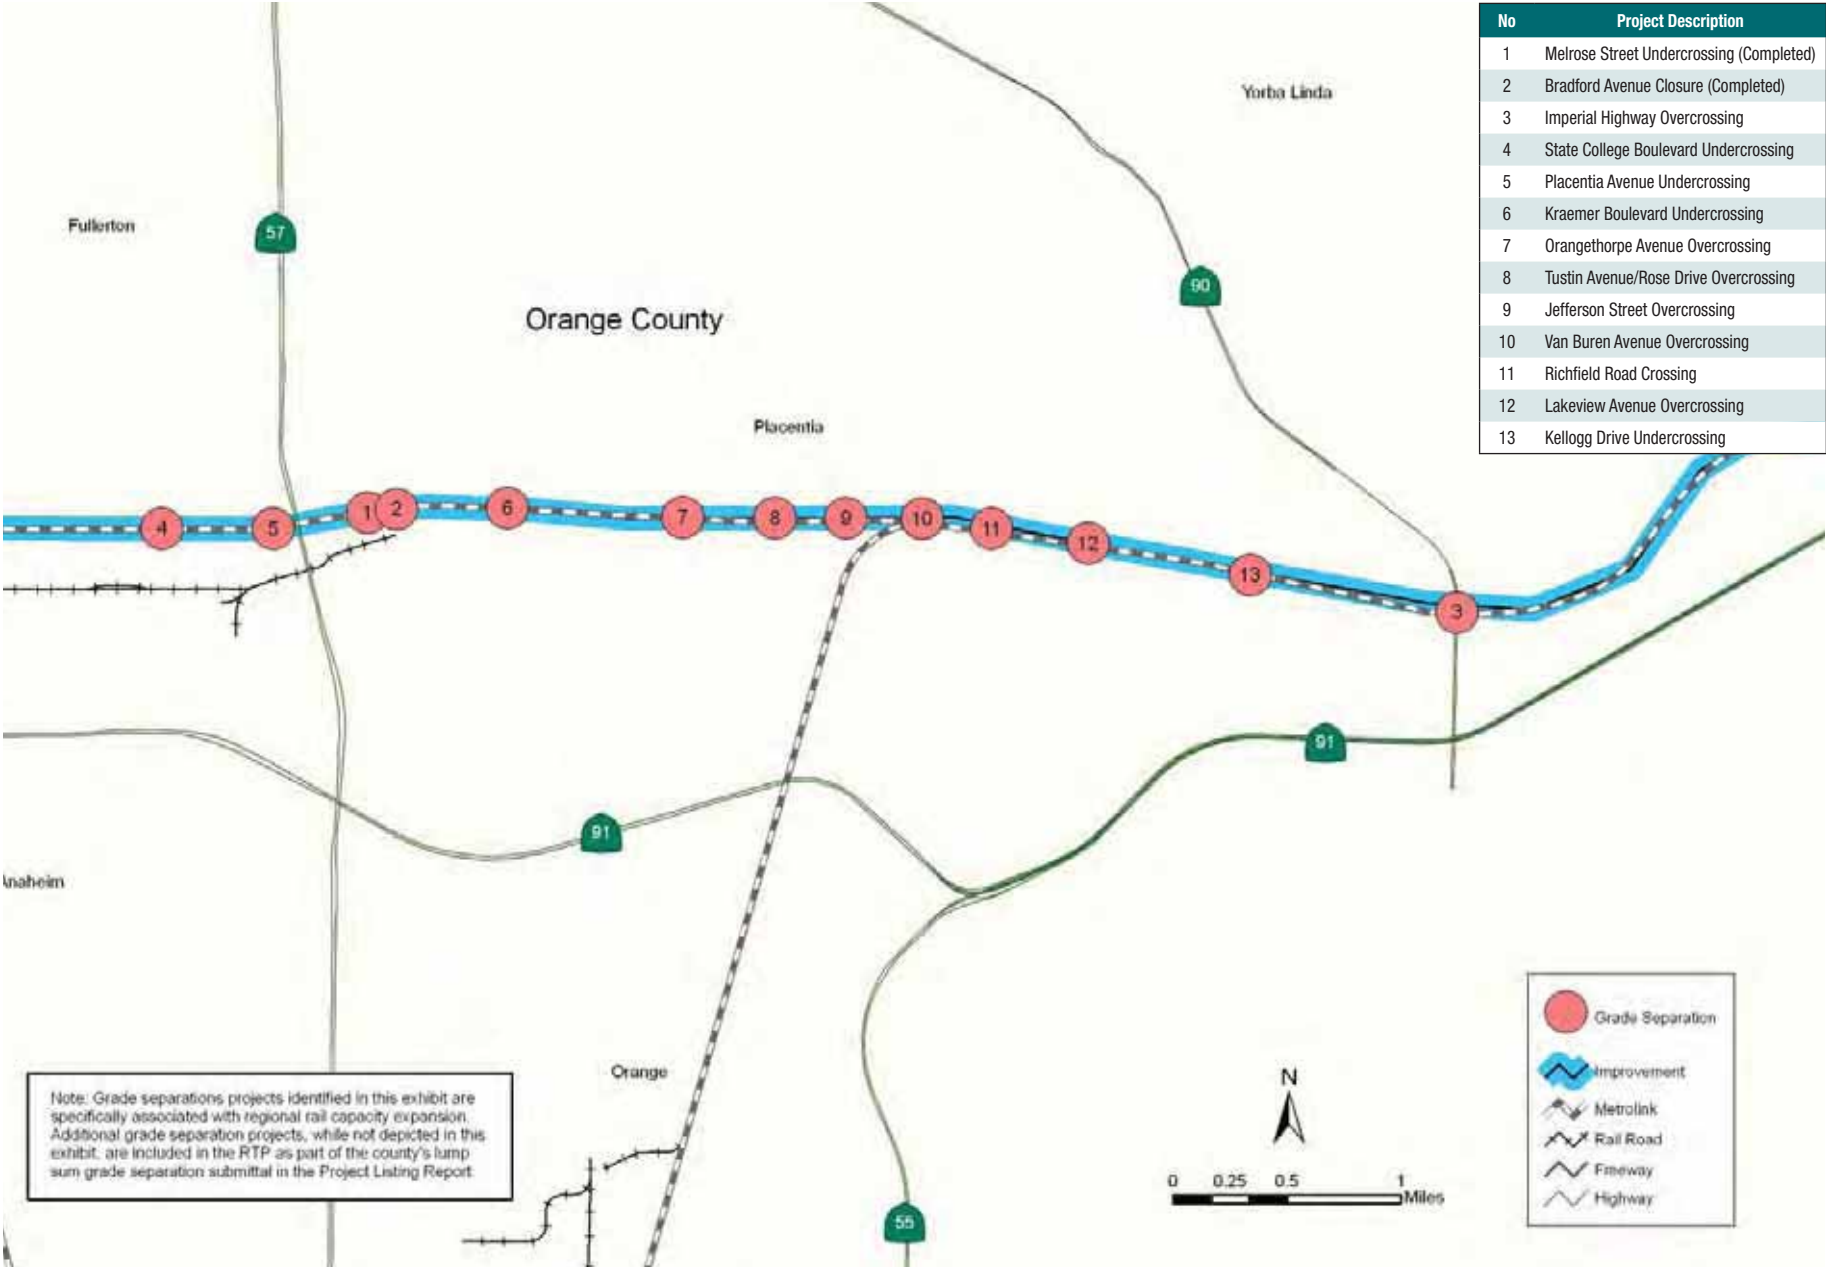 No Project Description
1 Melrose Street Undercrossing (Completed)
2 Bradford Avenue Closure (Completed)
3 Imperial Highway Overcrossing
4 State College Boulevard Undercrossing
5 Placentia Avenue Undercrossing
6 Kraemer Boulevard Undercrossing
7 Orangethorpe Avenue Overcrossing
8 Tustin Avenue/Rose Drive Overcrossing
9 Jefferson Street Overcrossing
10 Van Buren Avenue Overcrossing
11 Richfield Road Crossing
12 Lakeview Avenue Overcrossing
13 Kellogg Drive Undercrossing
Yorba Linda
Fullerton
57
90
Orange County
Placentia
4
5
1
2
6
7
8
9
10
11
12
13
3
91
91
Anaheim
Orange
55
Note: Grade separations projects identified in this exhibit are
specifically associated with regional rail capacity expansion.
Additional grade separation projects, while not depicted in this
exhibit, are included in the RTP as part of the county's lump
sum grade separation submittal in the Project Listing Report
N
0 0.25 0.5 1
Miles
Grade Separation
Improvement
Metrolink
Rail Road
Freeway
Highway